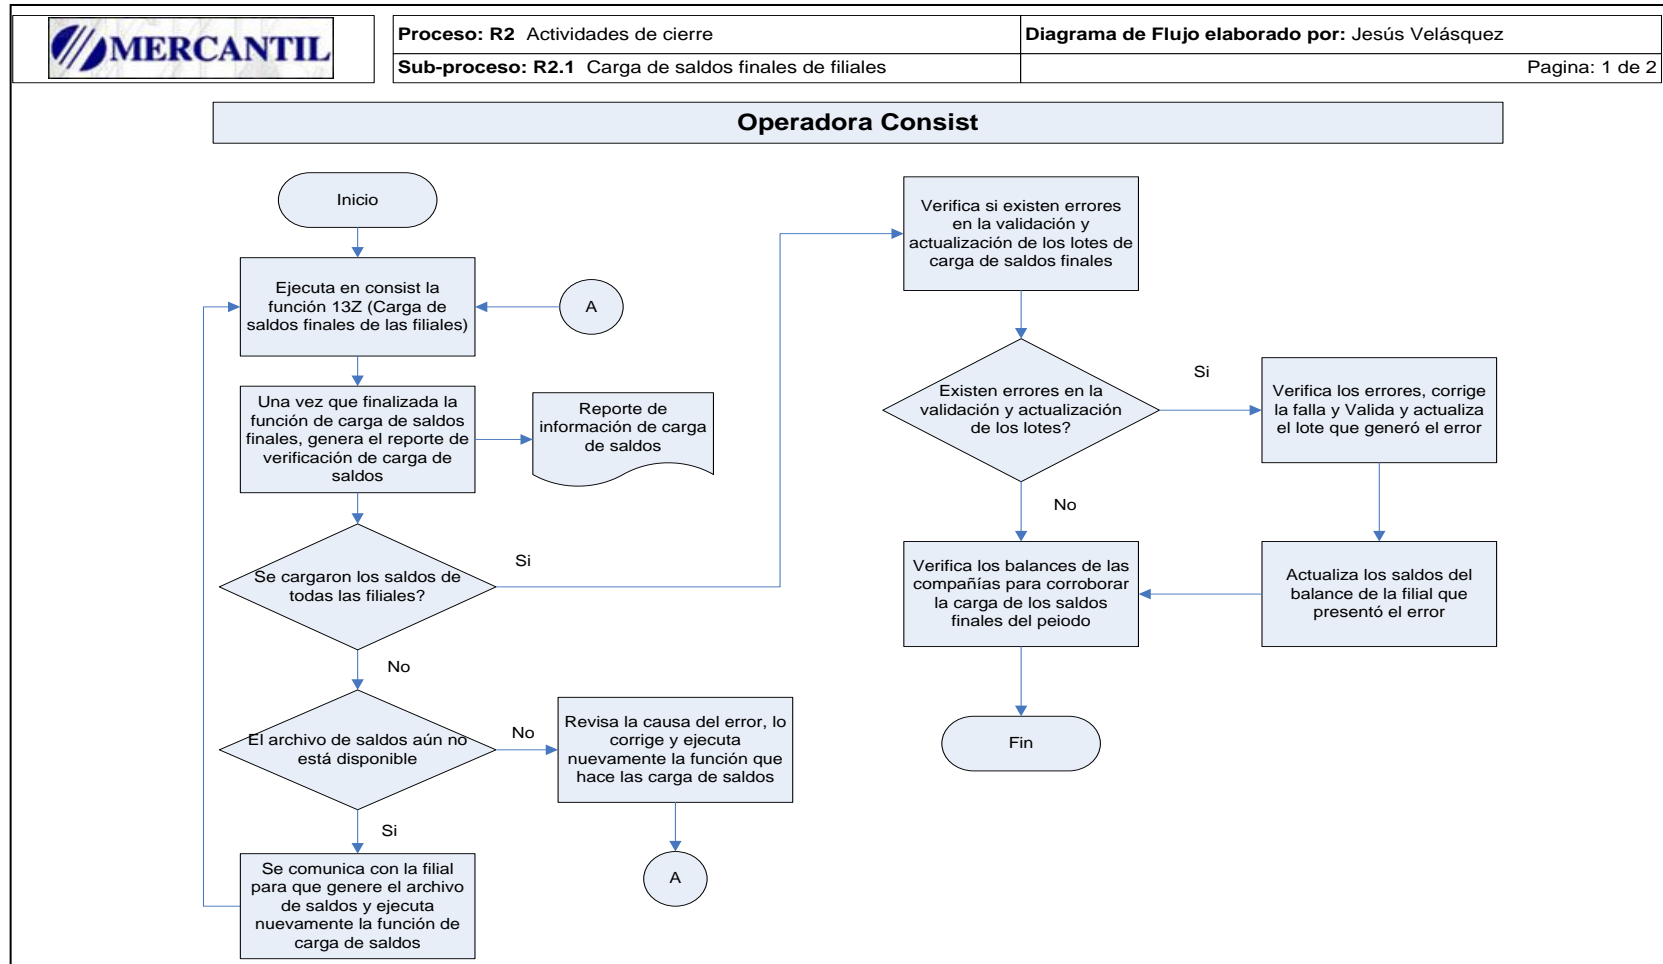 MERCANTIL
Proceso: R2 Actividades de cierre
Diagrama de Flujo elaborado por: Jesús Velásquez
Sub-proceso: R2.1 Carga de saldos finales de filiales
Pagina: 1 de 2
Operadora Consist
Inicio
Ejecuta en consist la
función 13Z (Carga de
saldos finales de las filiales)
A
Una vez que finalizada la
función de carga de saldos
finales, genera el reporte de
verificación de carga de
saldos
Reporte de
información de carga
de saldos
Se cargaron los saldos de
todas las filiales?
Si
No
El archivo de saldos aún no
está disponible
No
Revisa la causa del error, lo
corrige y ejecuta
nuevamente la función que
hace las carga de saldos
A
Si
Se comunica con la filial
para que genere el archivo
de saldos y ejecuta
nuevamente la función de
carga de saldos
Verifica si existen errores
en la validación y
actualización de los lotes de
carga de saldos finales
Existen errores en la
validación y actualización
de los lotes?
Si
Verifica los errores, corrige
la falla y Valida y actualiza
el lote que generó el error
No
Actualiza los saldos del
balance de la filial que
presentó el error
Verifica los balances de las
compañías para corroborar
la carga de los saldos
finales del peiodo
Fin